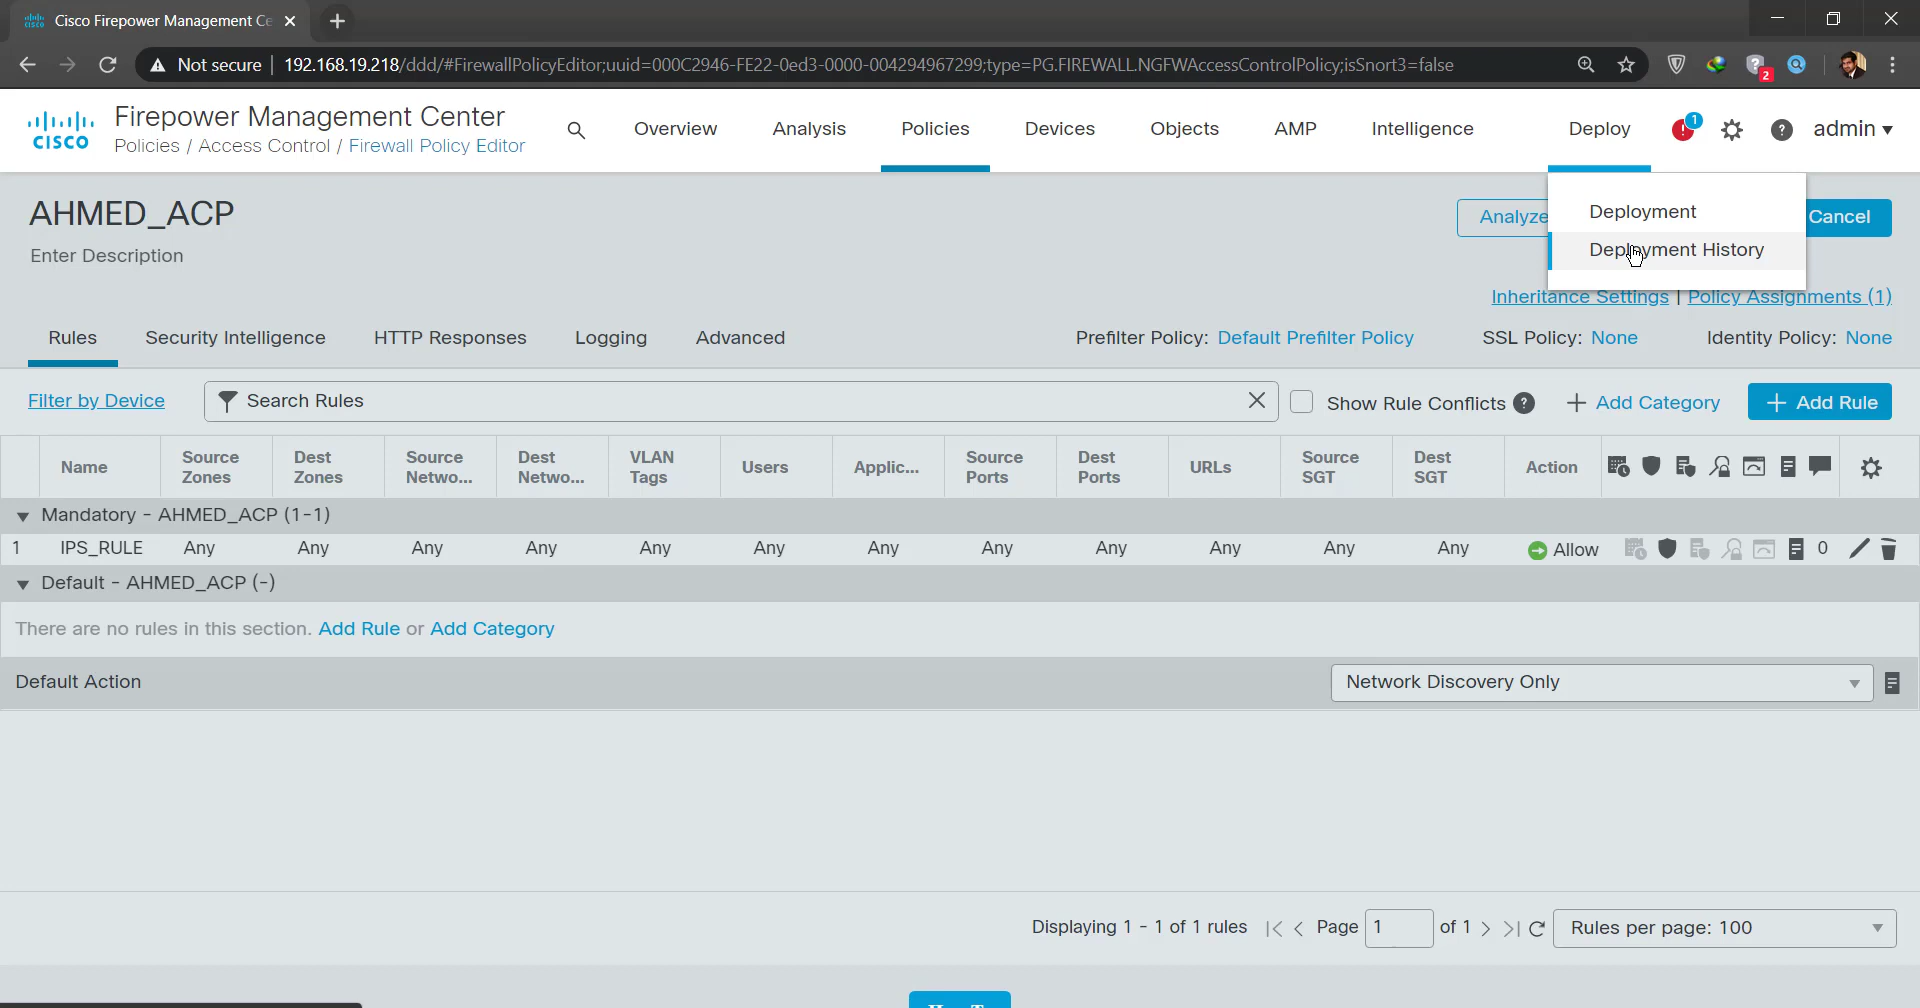 Cisco Firepower Management Ce
Not secure
192.168.19.218/ddd/#FirewallPolicyEditor;uuid=000C2946-FE22-0ed3-0000-004294967299;type=PG.FIREWALL.NGFWAccessControlPolicy;isSnort3=false
2
CISCO
Firepower Management Center
Policies / Access Control / Firewall Policy Editor
Overview
Analysis
Policies
Devices
Objects
AMP
Intelligence
Deploy
1
admin
AHMED_ACP
Enter Description
Analyze
Cancel
Deployment
Deployment History
Inheritance Settings | Policy Assignments (1)
Rules
Security Intelligence
HTTP Responses
Logging
Advanced
Prefilter Policy: Default Prefilter Policy
SSL Policy: None
Identity Policy: None
Filter by Device
Search Rules
Show Rule Conflicts
+ Add Category
+ Add Rule
Name
Source Zones
Dest Zones
Source Netwo...
Dest Netwo...
VLAN Tags
Users
Applic...
Source Ports
Dest Ports
URLs
Source SGT
Dest SGT
Action
Mandatory - AHMED_ACP (1-1)
1 IPS_RULE Any Any Any Any Any Any Any Any Any Any Any Any Allow 0
Default - AHMED_ACP (-)
There are no rules in this section. Add Rule or Add Category
Default Action
Network Discovery Only
Displaying 1 - 1 of 1 rules
Page 1 of 1
Rules per page: 100